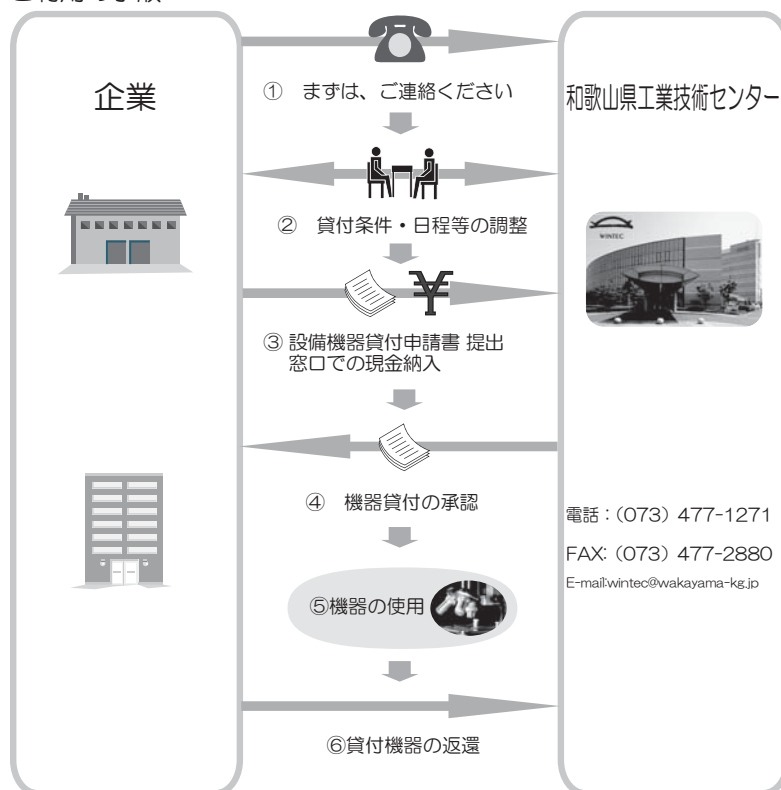 企業
和歌山県工業技術センター
① まずは、ご連絡ください
② 貸付条件・日程等の調整
WINTEC
③ 設備機器貸付申請書 提出
窓口での現金納入
④ 機器貸付の承認
⑤機器の使用
⑥貸付機器の返還
電話：(073) 477-1271
FAX: (073) 477-2880
E-mail:wintec@wakayama-kg.jp